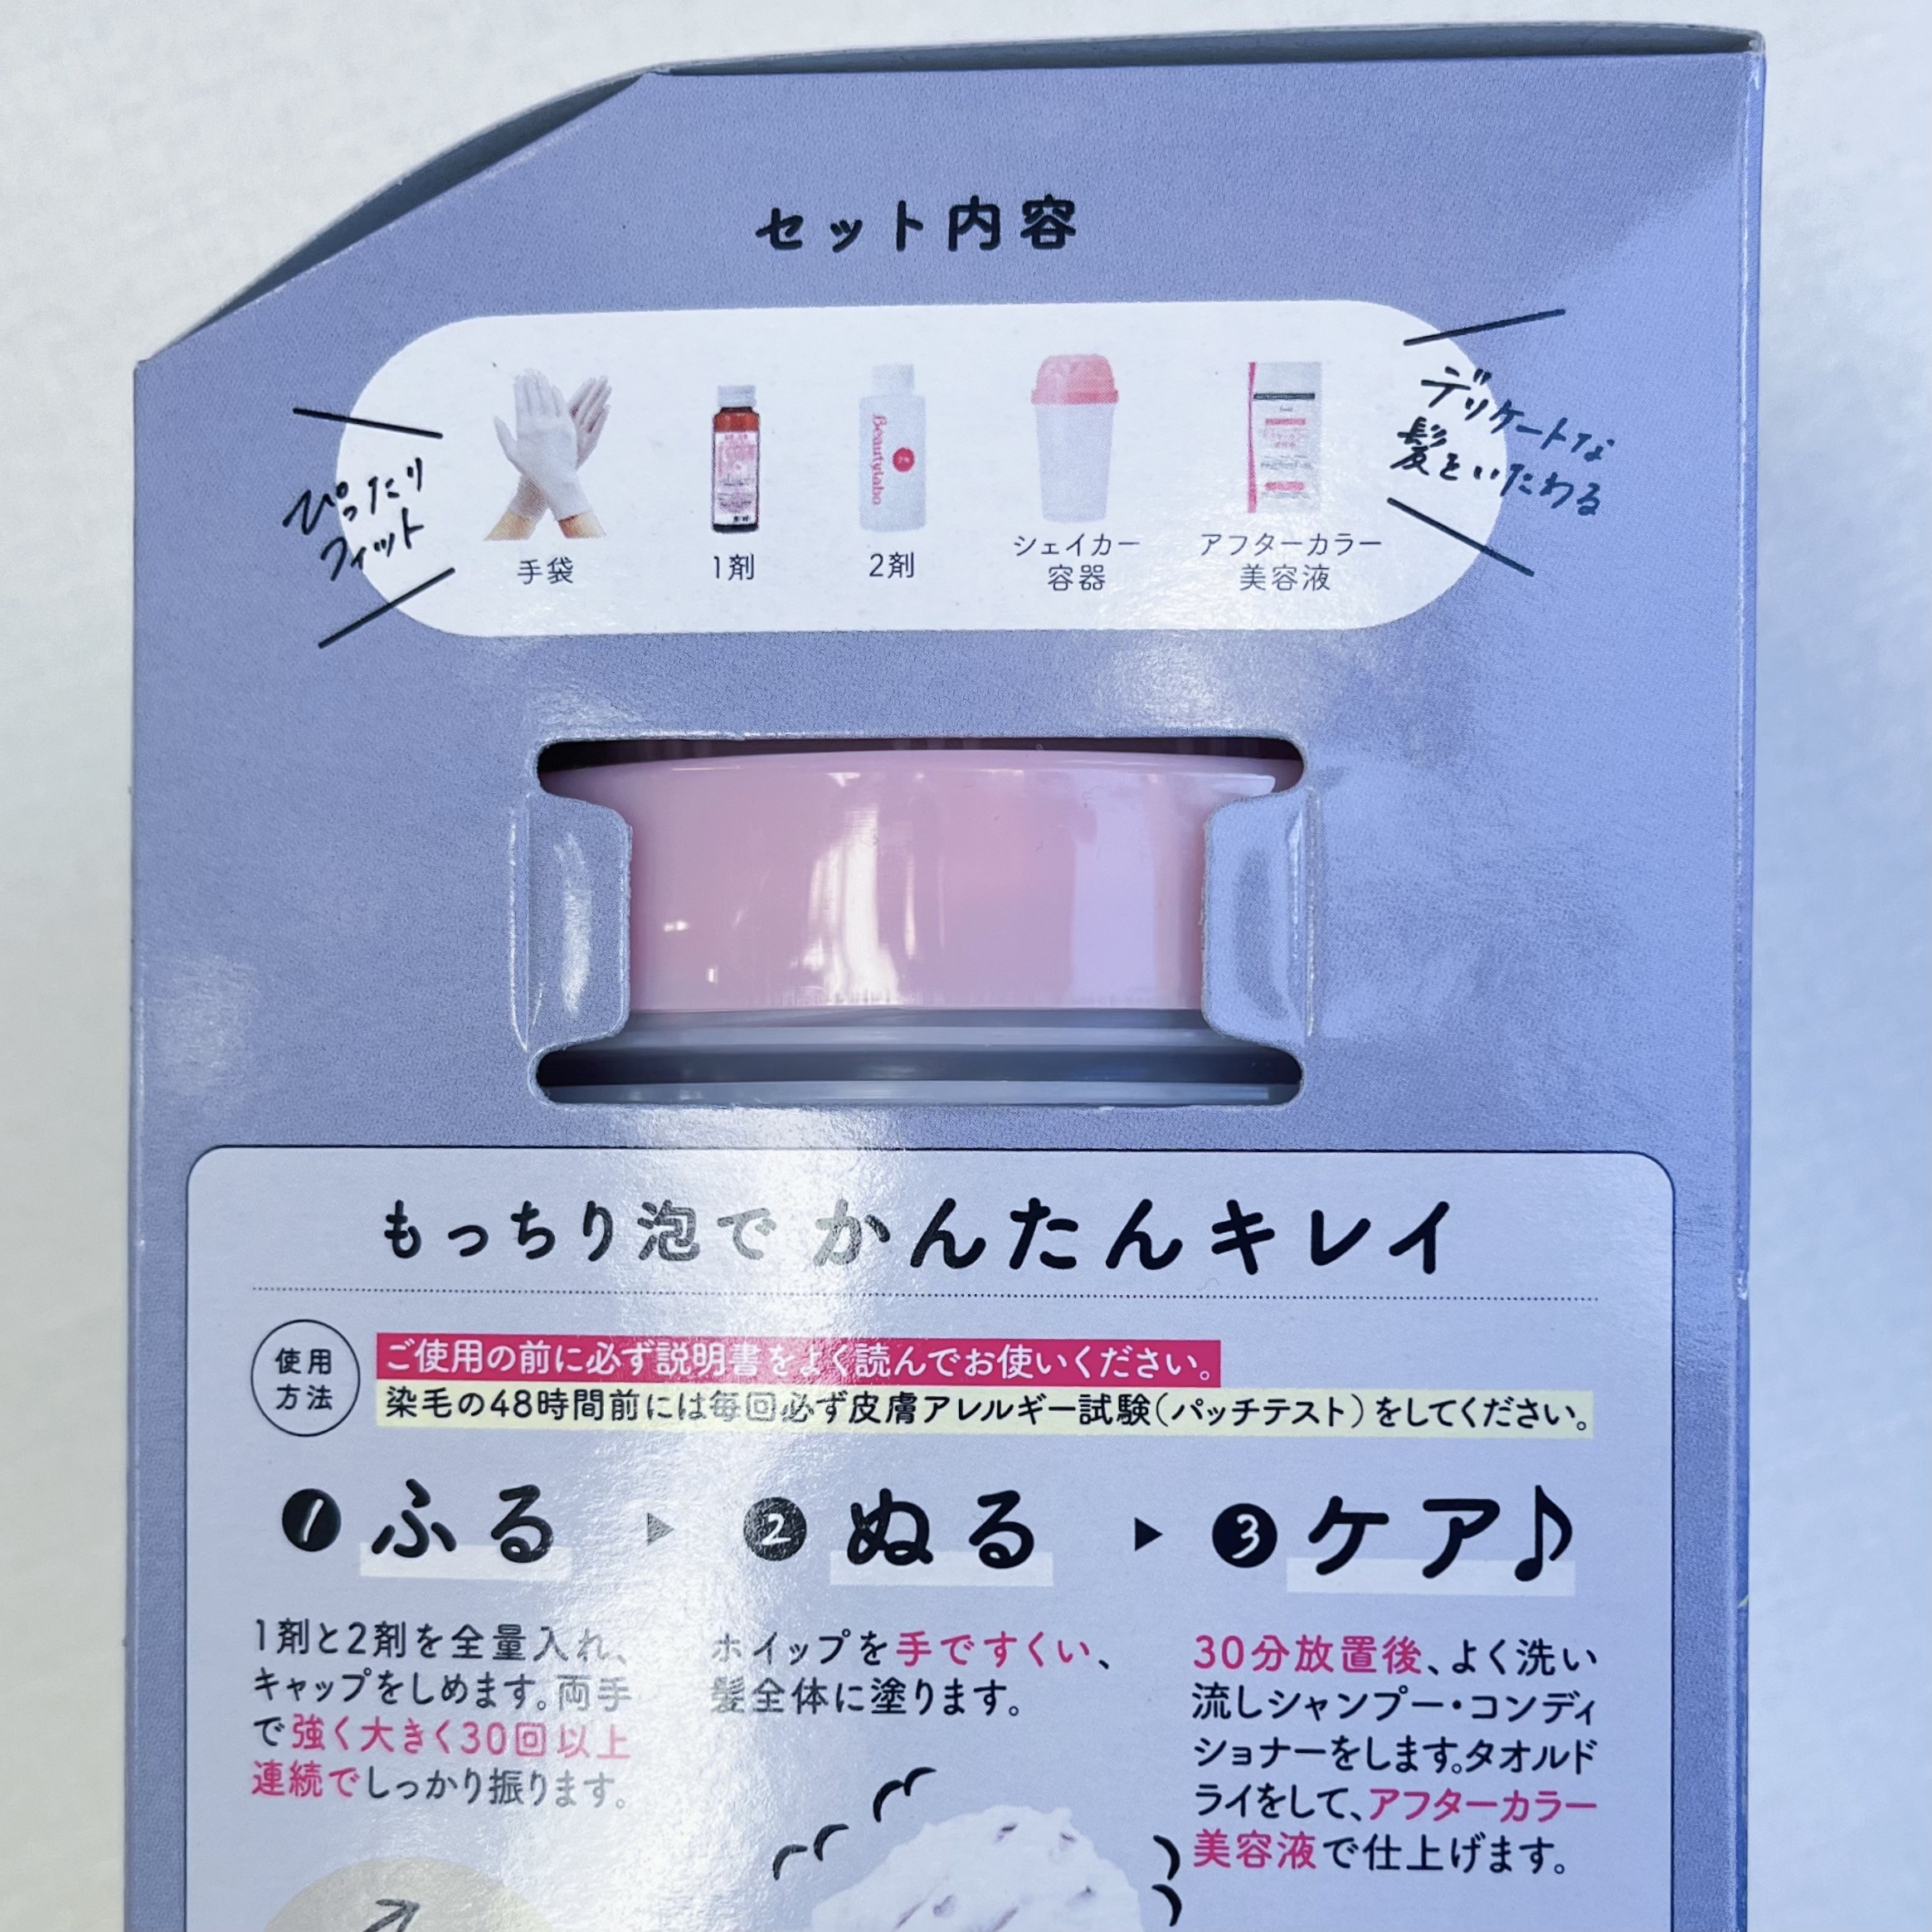 セット内容
ぴったり
フィット
デリケートな
髪をいたわる
Beautylabo
手袋
1剤
2剤
シェイカー
容器
アフターカラー
美容液
もっちり泡でかんたんキレイ
使用
方法
ご使用の前に必ず説明書をよく読んでお使いください。
染毛の48時間前には毎回必ず皮膚アレルギー試験(パッチテスト)をしてください。
1 ふる ▶ 2 ぬる ▶ 3 ケア♪
1剤と2剤を全量入れ、
キャップをしめます。両手
で強く大きく30回以上
連続でしっかり振ります。
ホイップを手ですくい、
髪全体に塗ります。
30分放置後、よく洗い
流しシャンプー・コンディ
ショナーをします。タオルド
ライをして、アフターカラー
美容液で仕上げます。